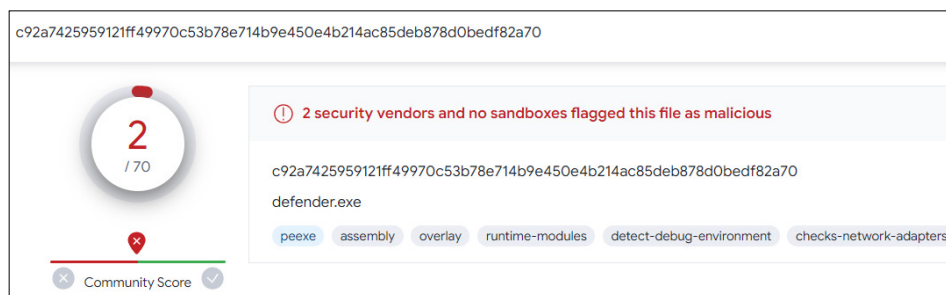 c92a7425959121ff49970c53b78e714b9e450e4b214ac85deb878d0bedf82a70
2
/ 70
2 security vendors and no sandboxes flagged this file as malicious
c92a7425959121ff49970c53b78e714b9e450e4b214ac85deb878d0bedf82a70
defender.exe
peexe assembly overlay runtime-modules detect-debug-environment checks-network-adapters
Community Score